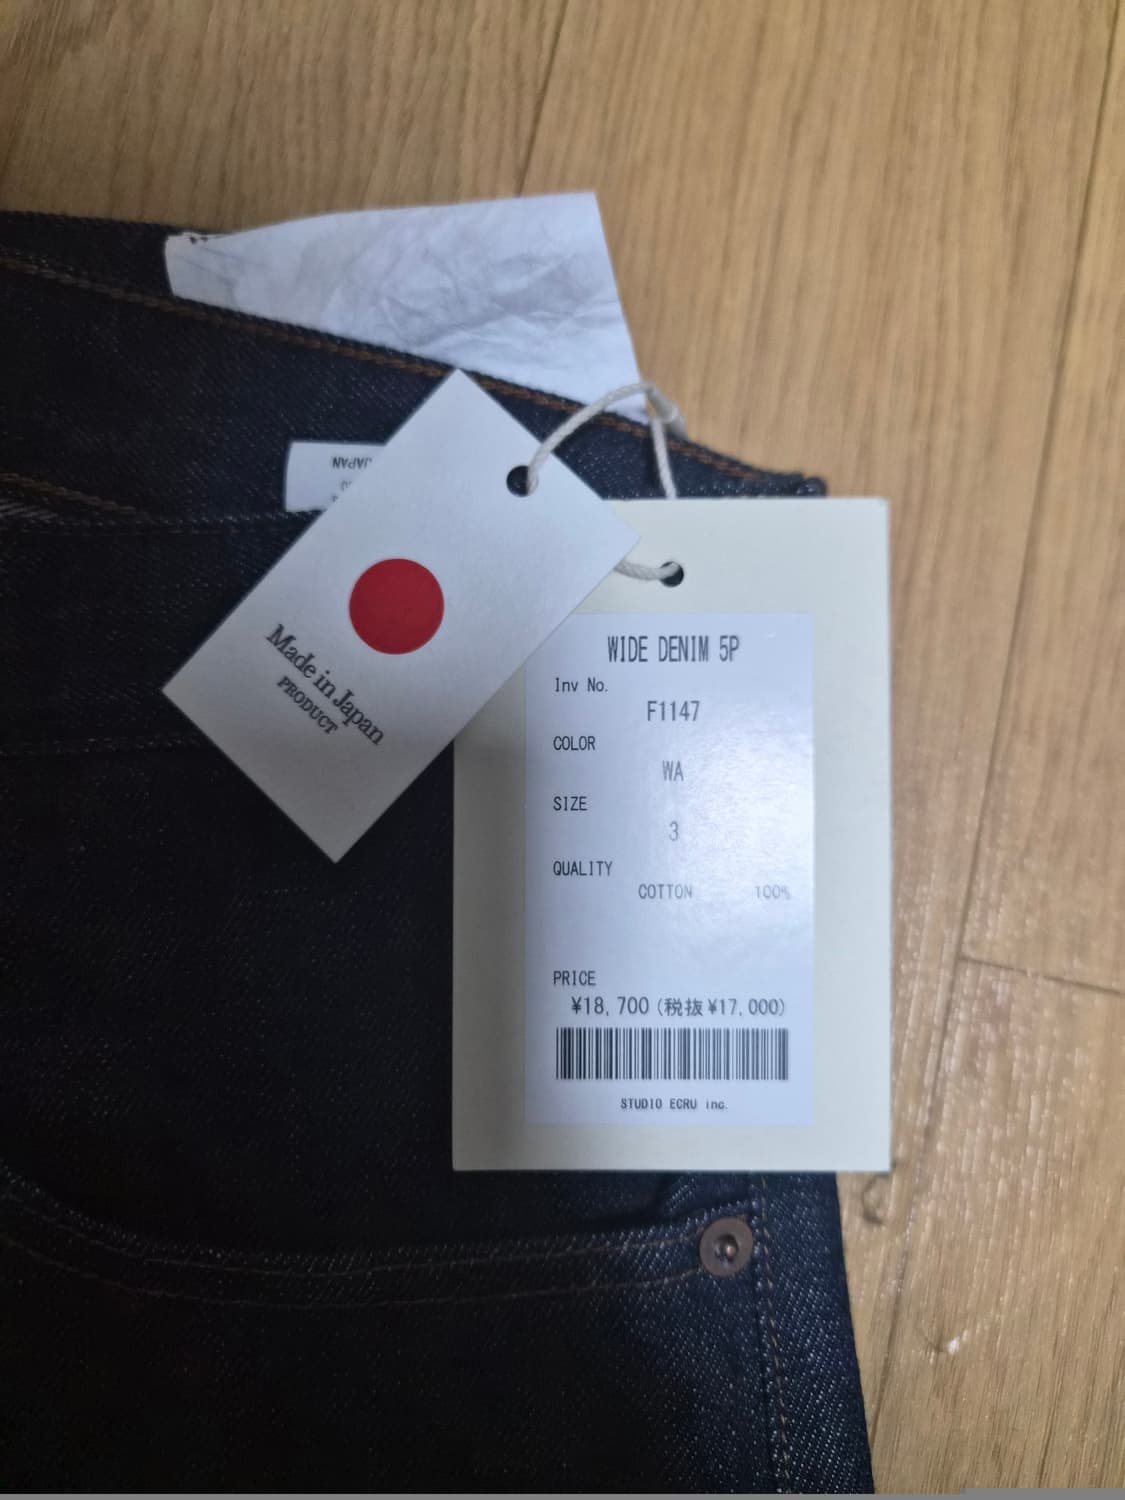 JAPAN
Made in Japan
PRODUCT
WIDE DENIM 5P
Inv No.
F1147
COLOR
WA
SIZE
3
QUALITY
COTTON 100%
PRICE
¥18,700 (税抜 ¥17,000)
STUDIO ECRU inc.